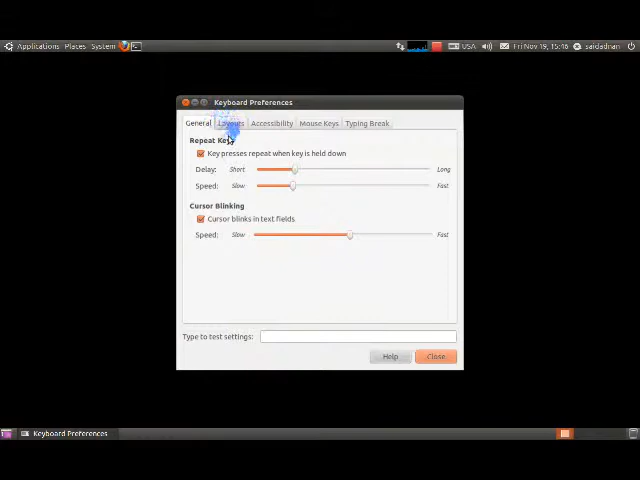 Applications Places System USA Fri Nov 19, 15:46 saidadnan
Keyboard Preferences
General Layouts Accessibility Mouse Keys Typing Break
Repeat Keys
Key presses repeat when key is held down
Delay: Short Long
Speed: Slow Fast
Cursor Blinking
Cursor blinks in text fields
Speed: Slow Fast
Type to test settings:
Help Close
Keyboard Preferences